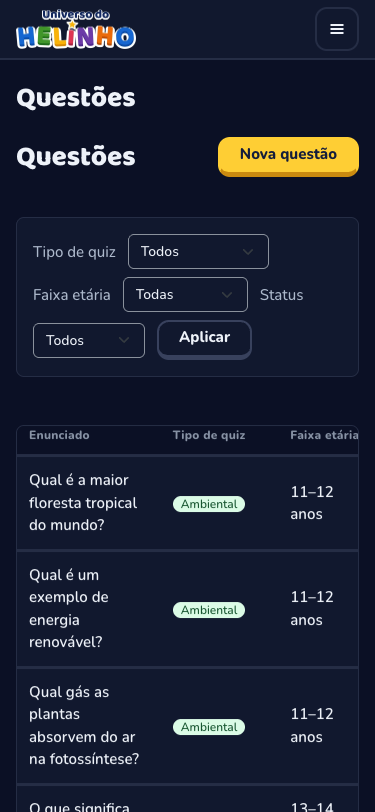 Universo do
HELINHO
Questões
Questões
Nova questão
Tipo de quiz
Todos
Faixa etária
Todas
Status
Todos
Aplicar
Enunciado
Tipo de quiz
Faixa etária
Qual é a maior
floresta tropical
do mundo?
Ambiental
11–12
anos
Qual é um
exemplo de
energia
renovável?
Ambiental
11–12
anos
Qual gás as
plantas
absorvem do ar
na fotossíntese?
Ambiental
11–12
anos
O que significa
13–14